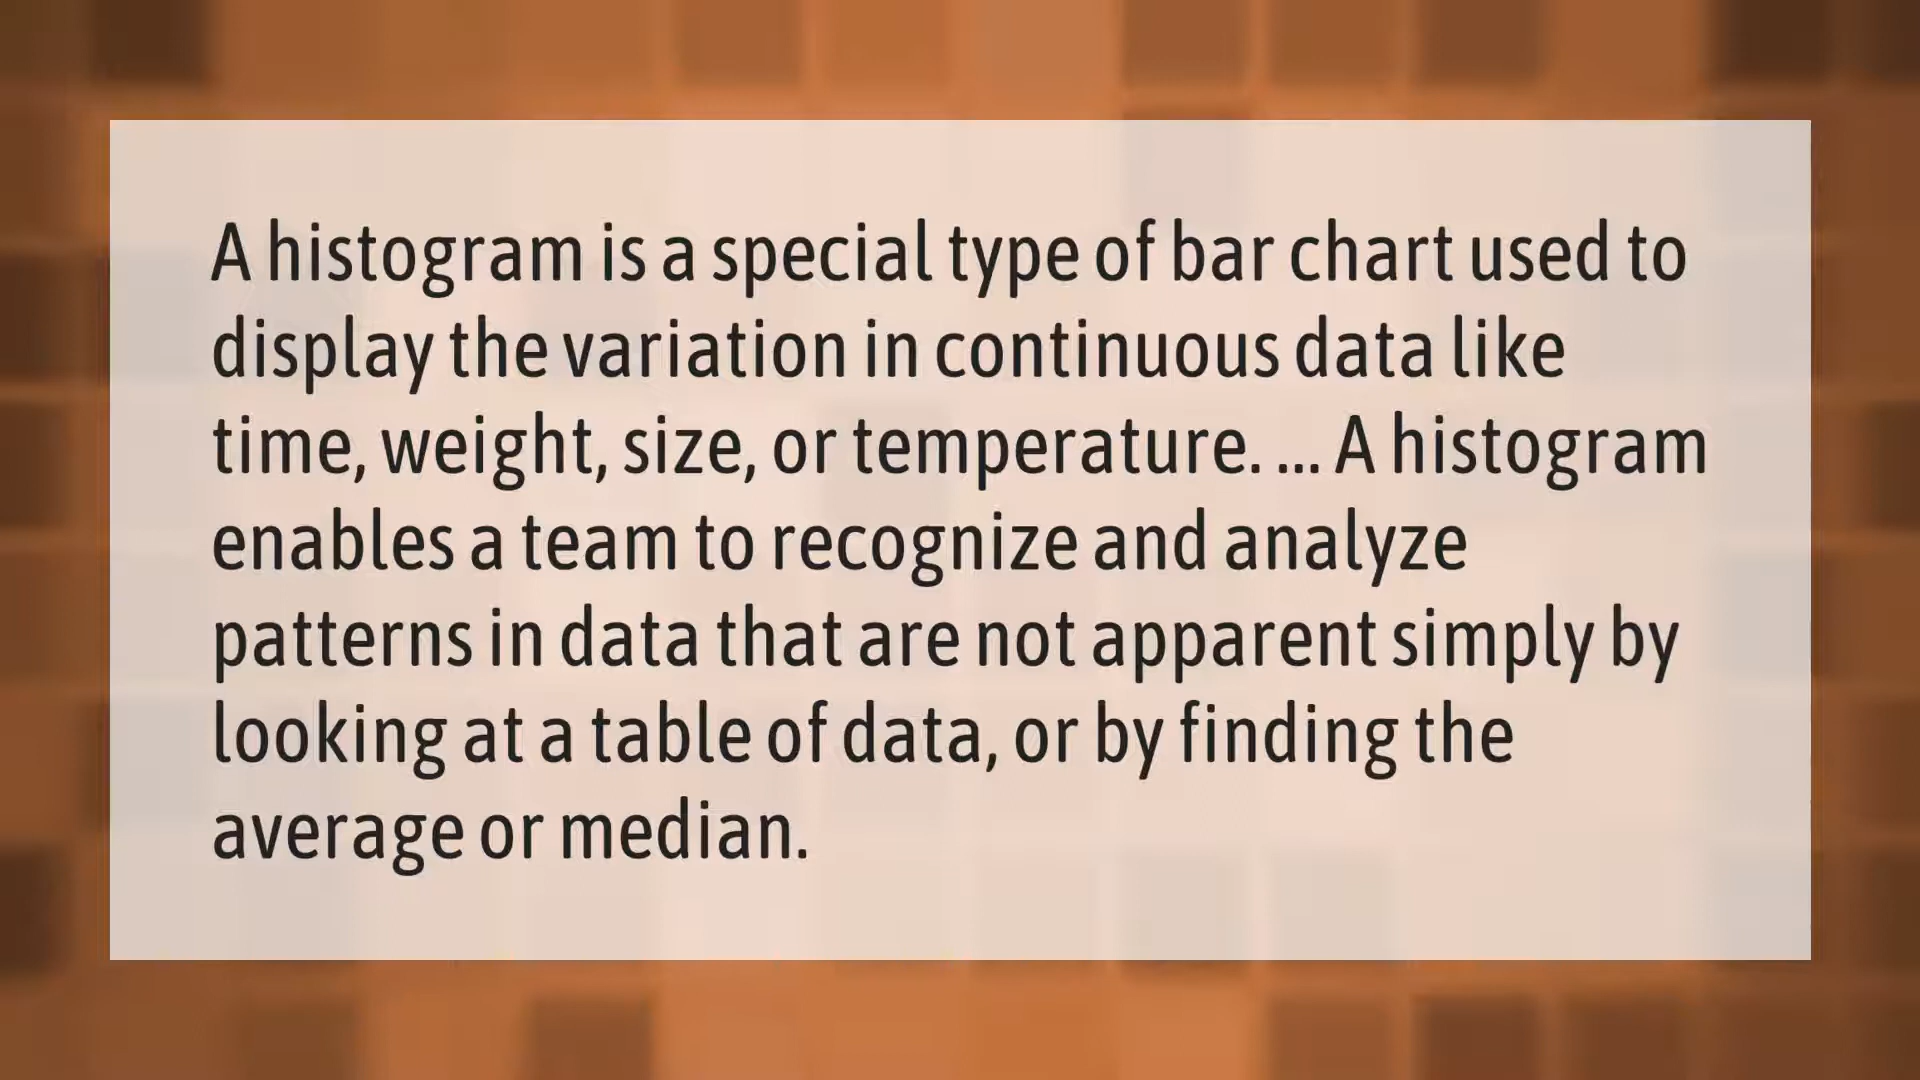 A histogram is a special type of bar chart used to
display the variation in continuous data like
time, weight, size, or temperature. ... A histogram
enables a team to recognize and analyze
patterns in data that are not apparent simply by
looking at a table of data, or by finding the
average or median.